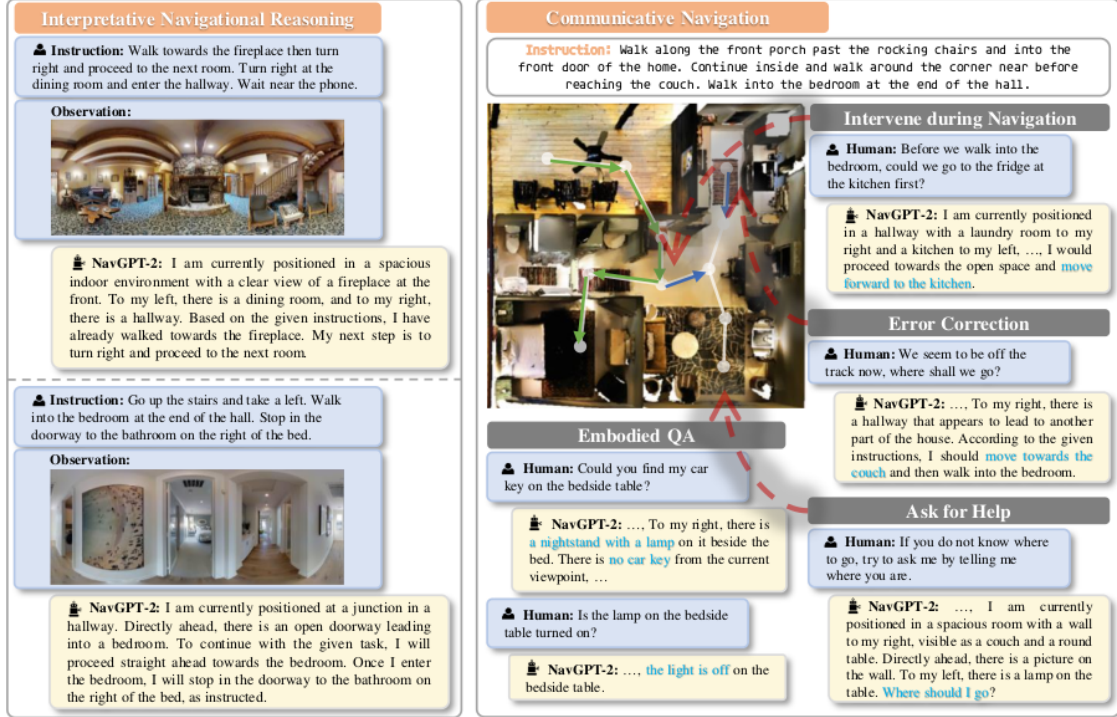 Interpretative Navigational Reasoning
Instruction: Walk towards the fireplace then turn
right and proceed to the next room. Turn right at the
dining room and enter the hallway. Wait near the phone.
Observation:
NavGPT-2: I am currently positioned in a spacious
indoor environment with a clear view of a fireplace at the
front. To my left, there is a dining room, and to my right,
there is a hallway. Based on the given instructions, I have
already walked towards the fireplace. My next step is to
turn right and proceed to the next room.
Instruction: Go up the stairs and take a left. Walk
into the bedroom at the end of the hall. Stop in the
doorway to the bathroom on the right of the bed.
Observation:
NavGPT-2: I am currently positioned at a junction in a
hallway. Directly ahead, there is an open doorway leading
into a bedroom. To continue with the given task, I will
proceed straight ahead towards the bedroom. Once I enter
the bedroom, I will stop in the doorway to the bathroom on
the right of the bed, as instructed.
Communicative Navigation
Instruction: Walk along the front porch past the rocking chairs and into the
front door of the home. Continue inside and walk around the corner near before
reaching the couch. Walk into the bedroom at the end of the hall.
Intervene during Navigation
Human: Before we walk into the
bedroom, could we go to the fridge at
the kitchen first?
NavGPT-2: I am currently positioned
in a hallway with a laundry room to my
right and a kitchen to my left, …, I would
proceed towards the open space and move
forward to the kitchen.
Error Correction
Human: We seem to be off the
track now, where shall we go?
NavGPT-2: …, To my right, there is
a hallway that appears to lead to another
part of the house. According to the given
instructions, I should move towards the
couch and then walk into the bedroom.
Embodied QA
Human: Could you find my car
key on the bedside table?
NavGPT-2: …, To my right, there is
a nightstand with a lamp on it beside the
bed. There is no car key from the current
viewpoint, …
Human: Is the lamp on the bedside
table turned on?
NavGPT-2: …, the light is off on the
bedside table.
Ask for Help
Human: If you do not know where
to go, try to ask me by telling me
where you are.
NavGPT-2: …, I am currently
positioned in a spacious room with a wall
to my right, visible as a couch and a round
table. Directly ahead, there is a picture on
the wall. To my left, there is a lamp on the
table. Where should I go?